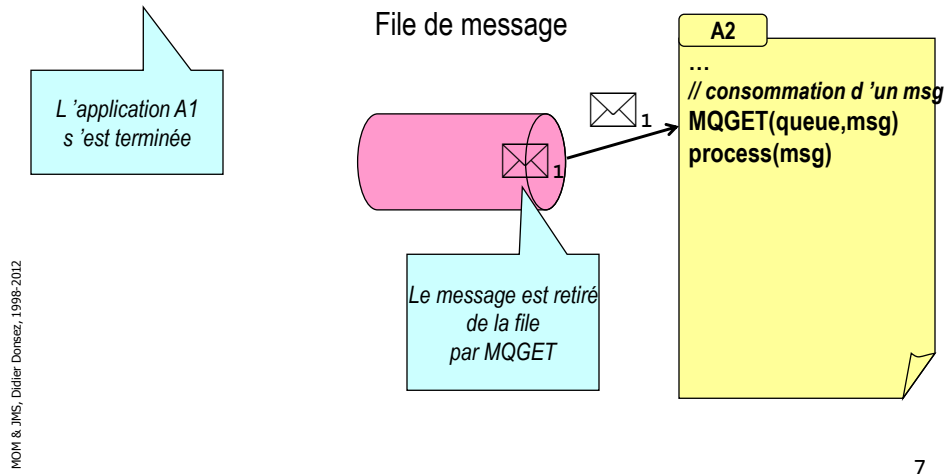 File de message
L 'application A1
s 'est terminée
A2
…
// consommation d 'un msg
MQGET(queue,msg)
process(msg)
1
1
Le message est retiré
de la file
par MQGET
MOM & JMS, Didier Donsez, 1998-2012
7